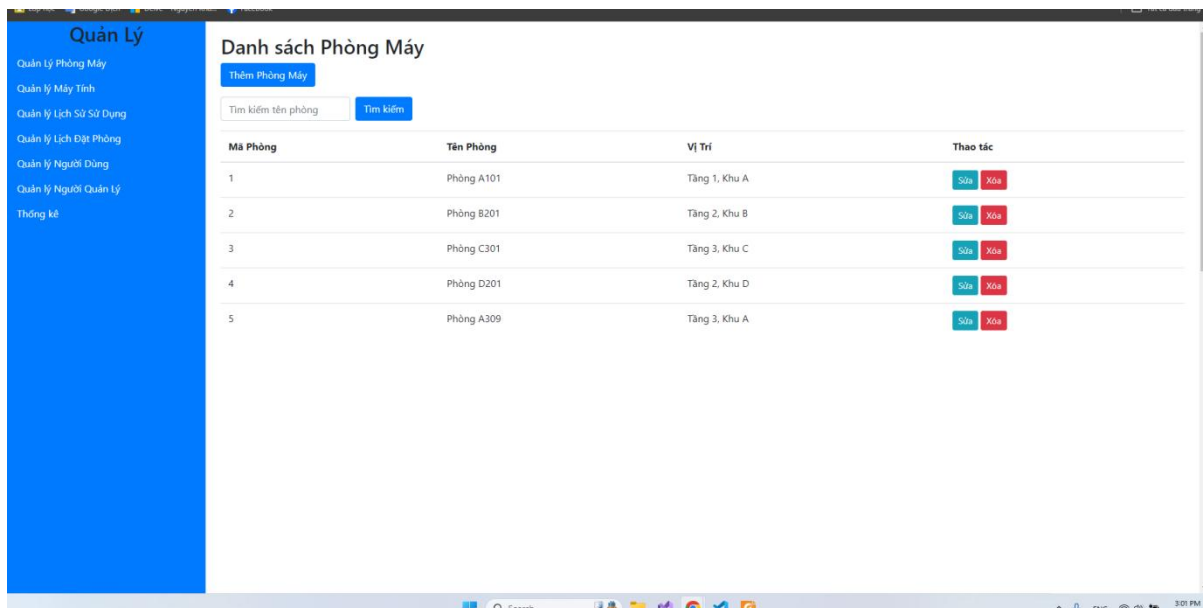 Quản Lý
Quản Lý Phòng Máy
Quản lý Máy Tính
Quản lý Lịch Sử Sử Dụng
Quản lý Lịch Đặt Phòng
Quản lý Người Dùng
Quản lý Người Quản Lý
Thống kê
Danh sách Phòng Máy
Thêm Phòng Máy
Tìm kiếm tên phòng Tìm kiếm
Mã Phòng Tên Phòng Vị Trí Thao tác
1 Phòng A101 Tầng 1, Khu A Sửa Xóa
2 Phòng B201 Tầng 2, Khu B Sửa Xóa
3 Phòng C301 Tầng 3, Khu C Sửa Xóa
4 Phòng D201 Tầng 2, Khu D Sửa Xóa
5 Phòng A309 Tầng 3, Khu A Sửa Xóa
Search
3:01 PM